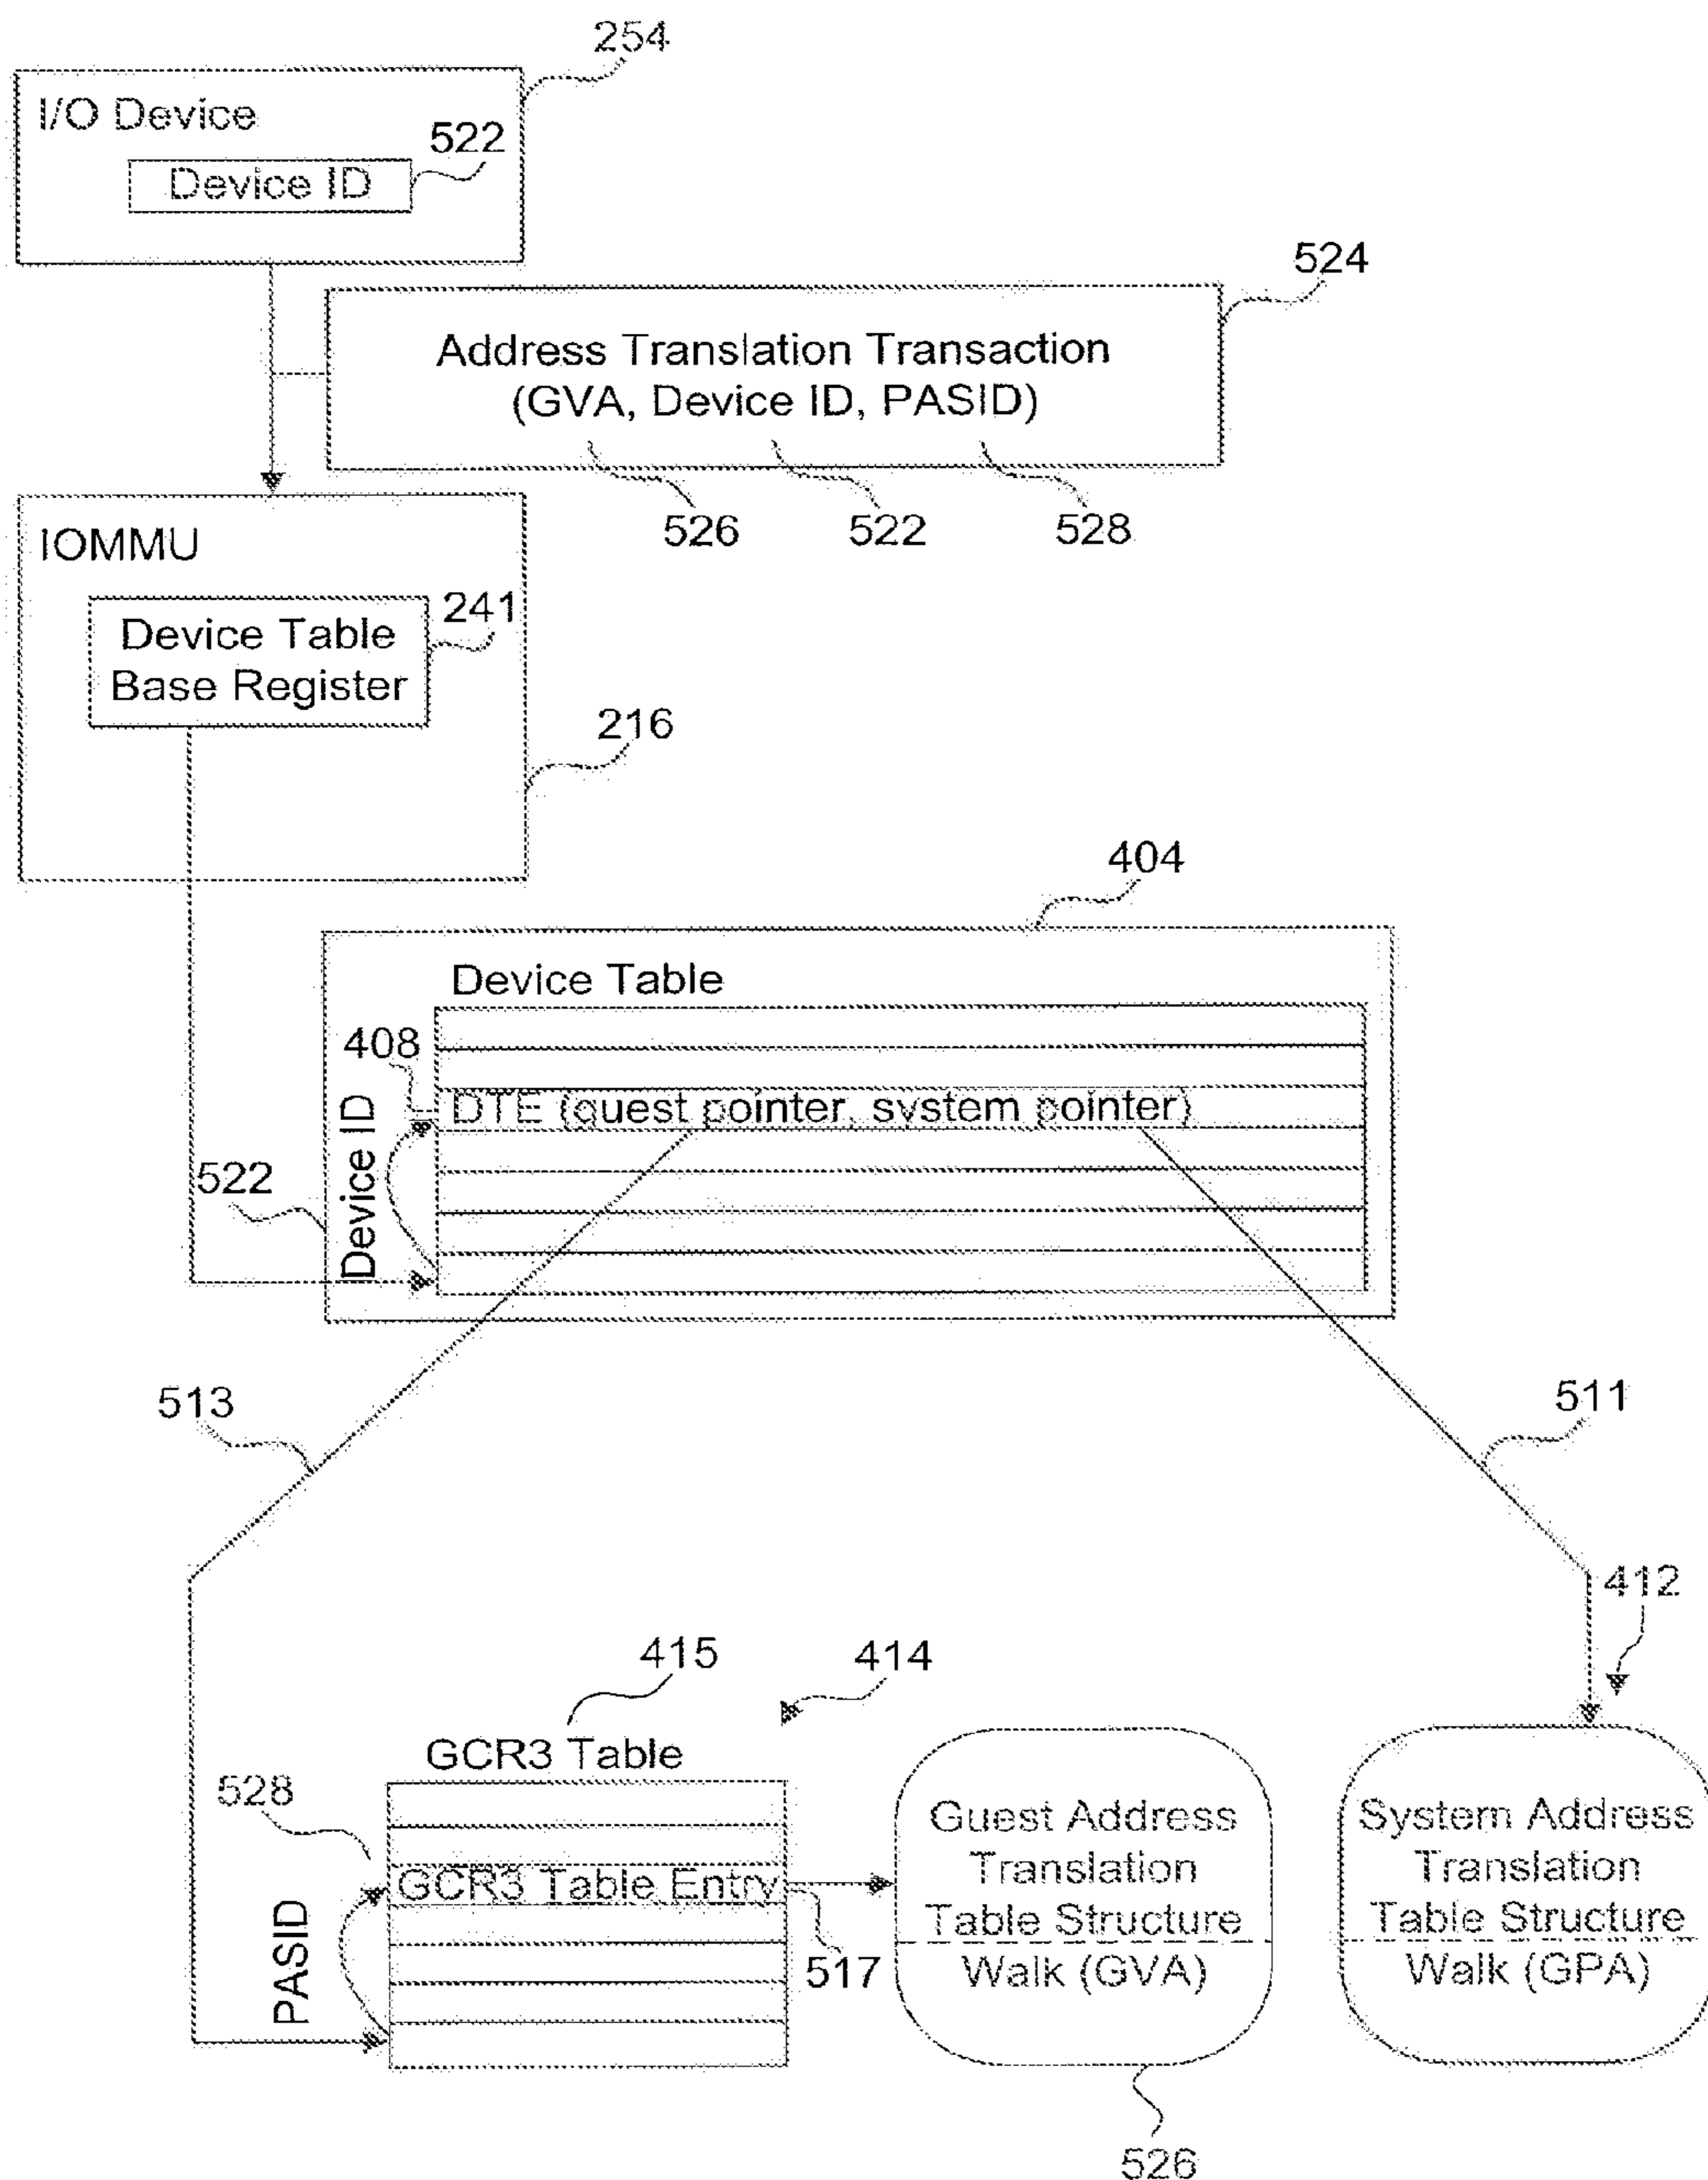 254
I/O Device
522
Device ID
524
Address Translation Transaction
(GVA, Device ID, PASID)
526
522
528
IOMMU
241
Device Table
Base Register
216
404
Device Table
408
DTE (guest pointer, system pointer)
Device ID
522
513
511
412
415
414
GCR3 Table
528
GCR3 Table Entry
PASID
517
Guest Address
Translation
Table Structure
Walk (GVA)
System Address
Translation
Table Structure
Walk (GPA)
526